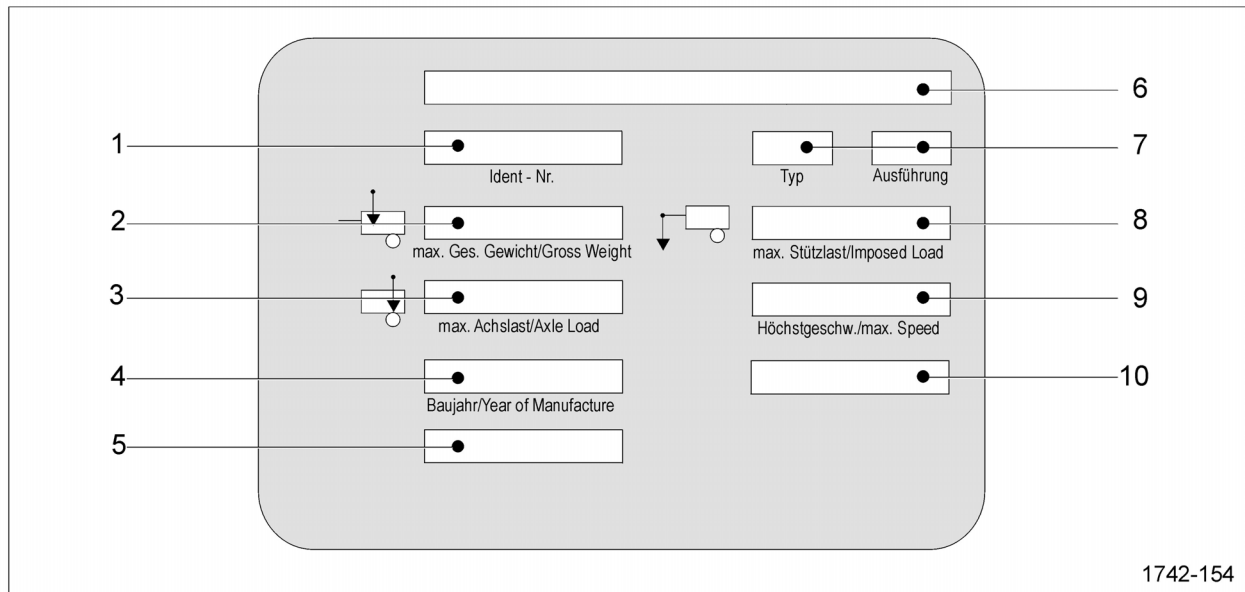 6
1
7
Ident - Nr.
Typ
Ausführung
2
8
max. Ges. Gewicht/Gross Weight
max. Stützlast/Imposed Load
3
9
max. Achslast/Axle Load
Höchstgeschw./max. Speed
4
10
Baujahr/Year of Manufacture
5
1742-154